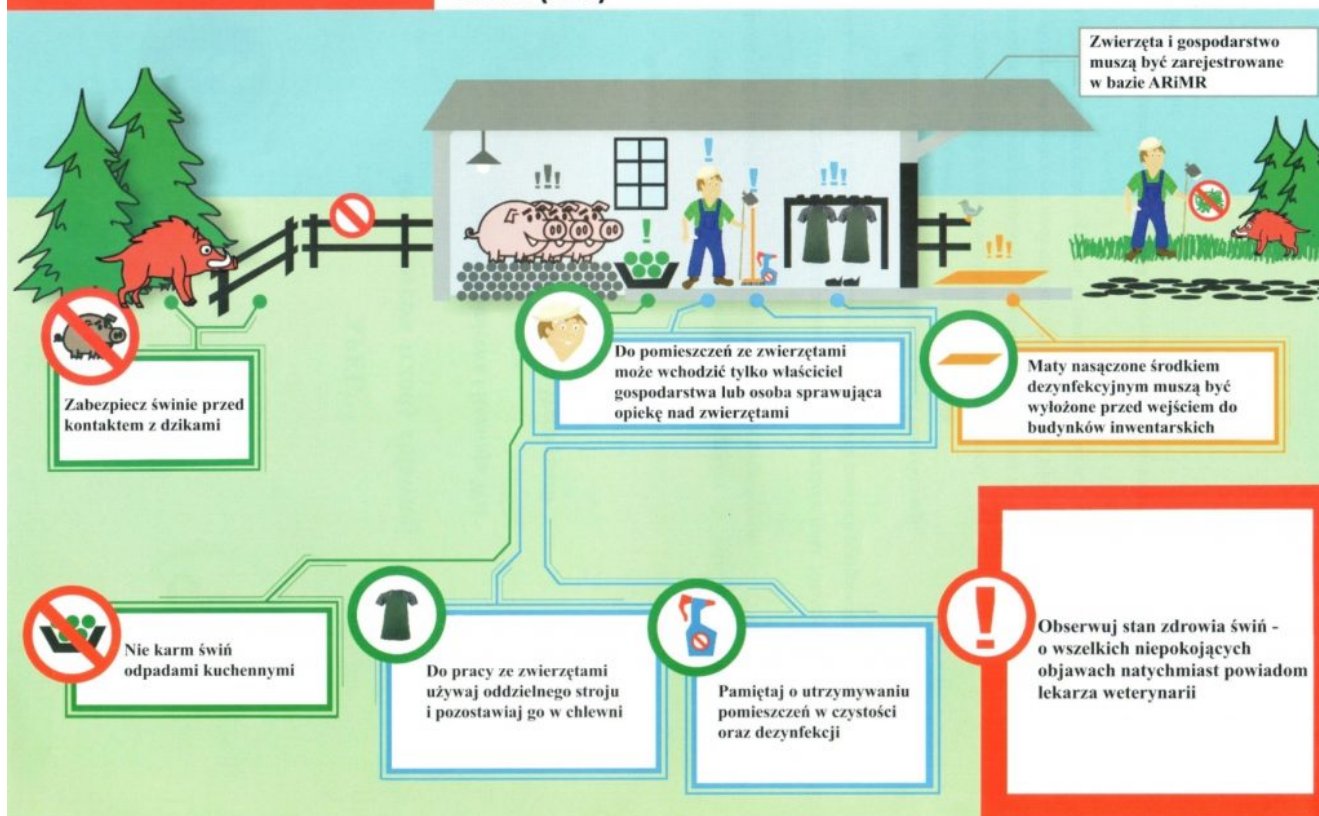 Zwierzęta i gospodarstwo
muszą być zarejestrowane
w bazie ARiMR
Zabezpiecz świnie przed
kontaktem z dzikami
Do pomieszczeń ze zwierzętami
może wchodzić tylko właściciel
gospodarstwa lub osoba sprawująca
opiekę nad zwierzętami
Maty nasączone środkiem
dezynfekcyjnym muszą być
wyłożone przed wejściem do
budynków inwentarskich
Nie karm świń
odpadami kuchennymi
Do pracy ze zwierzętami
używaj oddzielnego stroju
i pozostawiaj go w chlewni
Pamiętaj o utrzymywaniu
pomieszczeń w czystości
oraz dezynfekcji
Obserwuj stan zdrowia świń -
o wszelkich niepokojących
objawach natychmiast powiadom
lekarza weterynarii